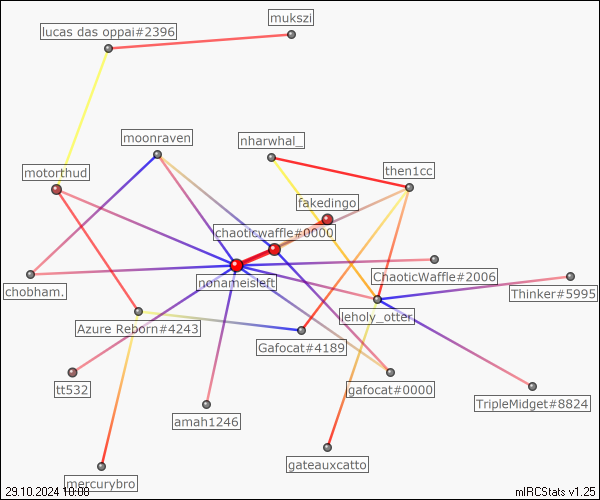 mukszi
lucas das oppai#2396
moonraven
nharwhal_
motorthud
then1cc
fakedingo
chaoticwaffle#0000
ChaoticWaffle#2006
nonameisleft
chobham.
Thinker#5995
leholy_otter
Azure Reborn#4243
Gafocat#4189
tt532
gafocat#0000
TripleMidget#8824
amah1246
gateauxcatto
mercurybro
29.10.2024 10:08
mIRCStats v1.25